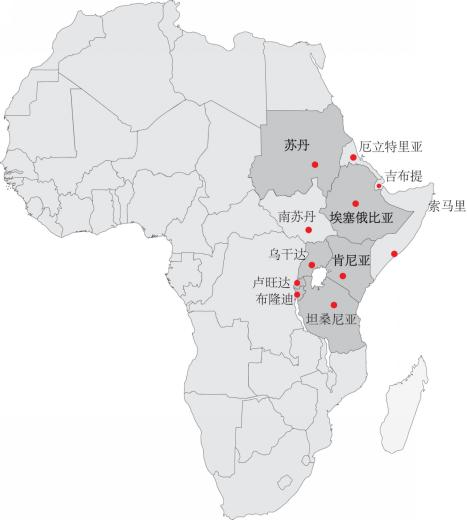 苏丹
厄立特里亚
吉布提
索马里
南苏丹
埃塞俄比亚
乌干达
肯尼亚
卢旺达
布隆迪
坦桑尼亚